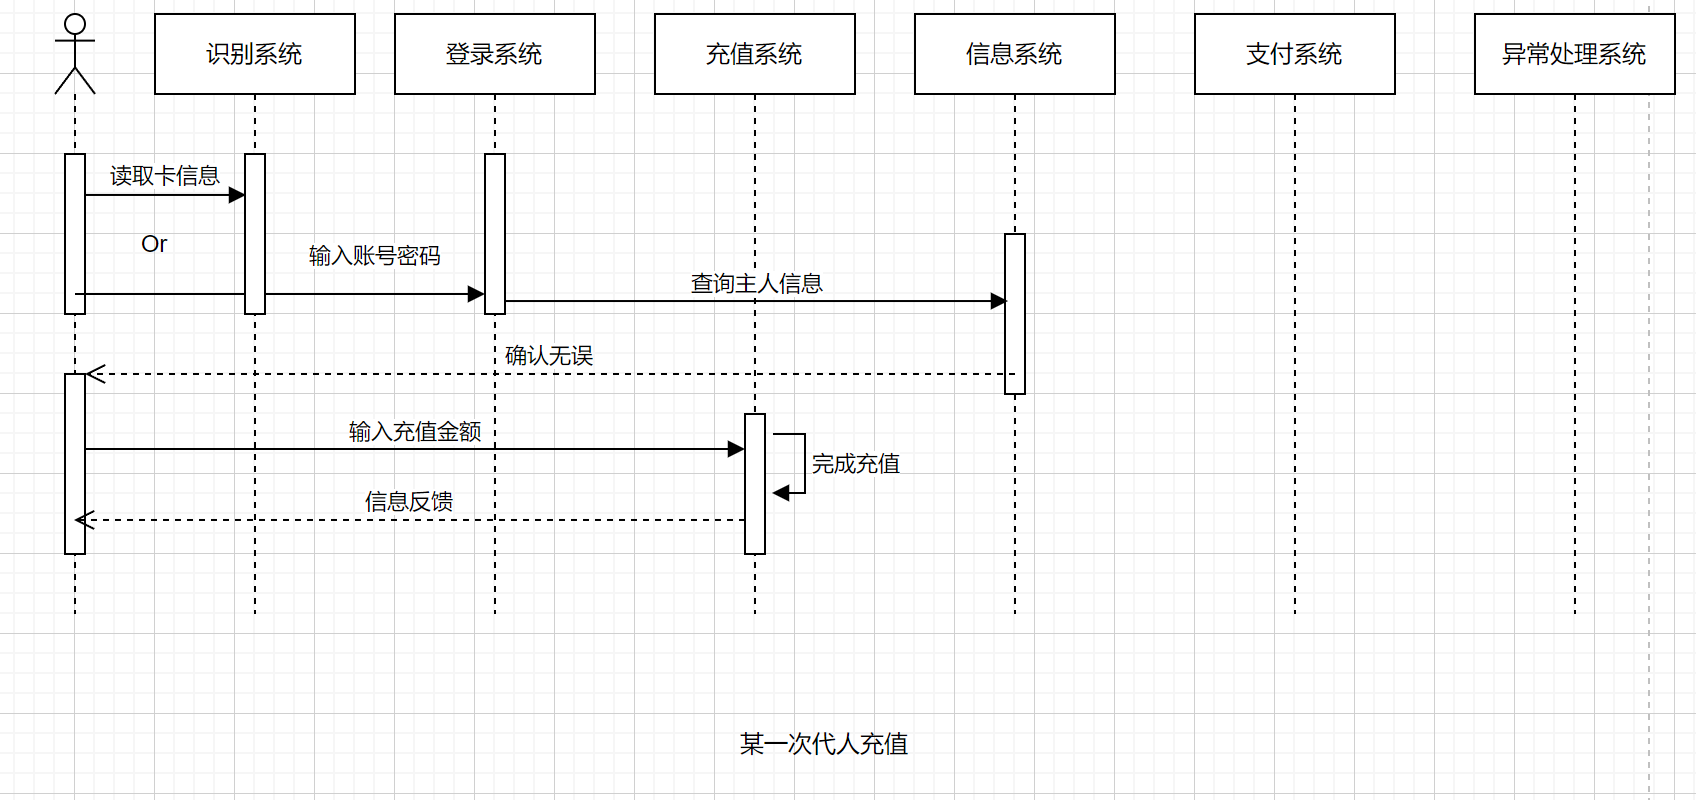 识别系统
登录系统
充值系统
信息系统
支付系统
异常处理系统
读取卡信息
Or
输入账号密码
查询主人信息
确认无误
输入充值金额
完成充值
信息反馈
某一次代人充值